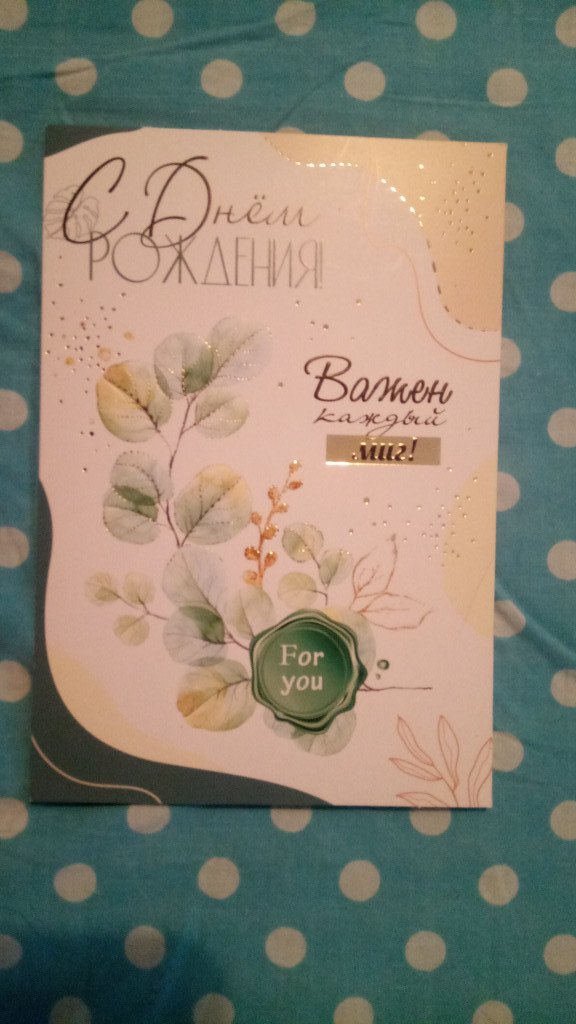 С Днём
РОЖДЕНИЯ!
Важен
каждый
миг!
For
you